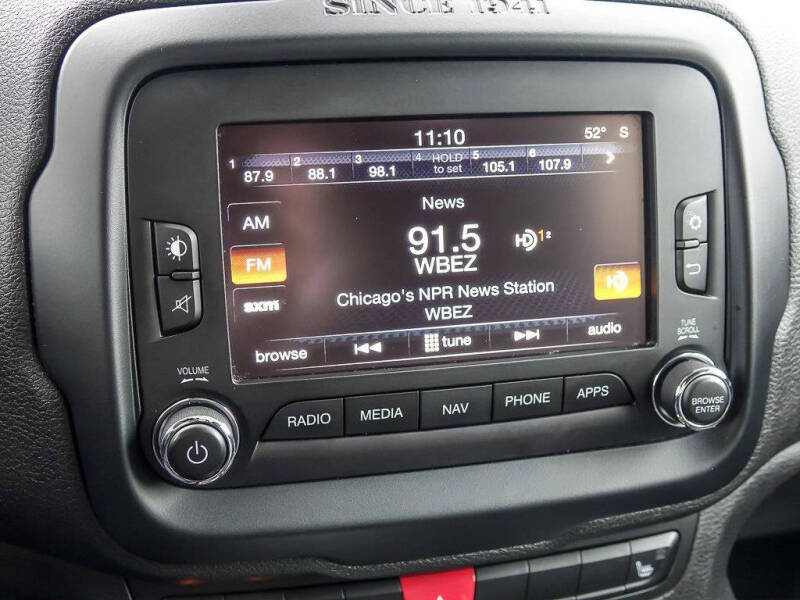 SINCE 1941
11:10 52° S
1 2 3 4 HOLD 5 6
87.9 88.1 98.1 to set 105.1 107.9
News
AM
91.5 HD 1 2
WBEZ
FM
HD
Chicago's NPR News Station
sxm
WBEZ
browse tune audio
TUNE
SCROLL
VOLUME
BROWSE
ENTER
RADIO MEDIA NAV PHONE APPS